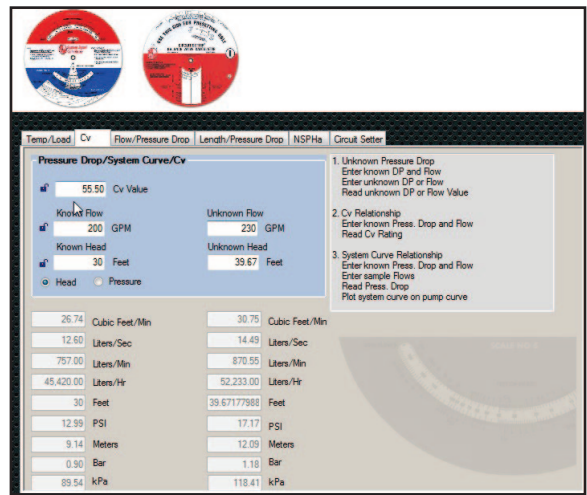 Temp/Load Cv Flow/Pressure Drop Length/Pressure Drop NSPHa Circuit Setter
Pressure Drop/System Curve/Cv
55.50 Cv Value
Known Flow Unknown Flow
200 GPM 230 GPM
Known Head Unknown Head
30 Feet 39.67 Feet
Head Pressure
1. Unknown Pressure Drop
Enter known DP and Flow
Enter unknown DP or Flow
Read unknown DP or Flow Value
2. Cv Relationship
Enter known Press. Drop and Flow
Read Cv Rating
3. System Curve Relationship
Enter known Press. Drop and Flow
Enter sample Flows
Read Press. Drop
Plot system curve on pump curve
26.74 Cubic Feet/Min 30.75 Cubic Feet/Min
12.60 Liters/Sec 14.49 Liters/Sec
757.00 Liters/Min 870.55 Liters/Min
45,420.00 Liters/Hr 52,233.00 Liters/Hr
30 Feet 39.67177988 Feet
12.99 PSI 17.17 PSI
9.14 Meters 12.09 Meters
0.90 Bar 1.18 Bar
89.54 kPa 118.41 kPa